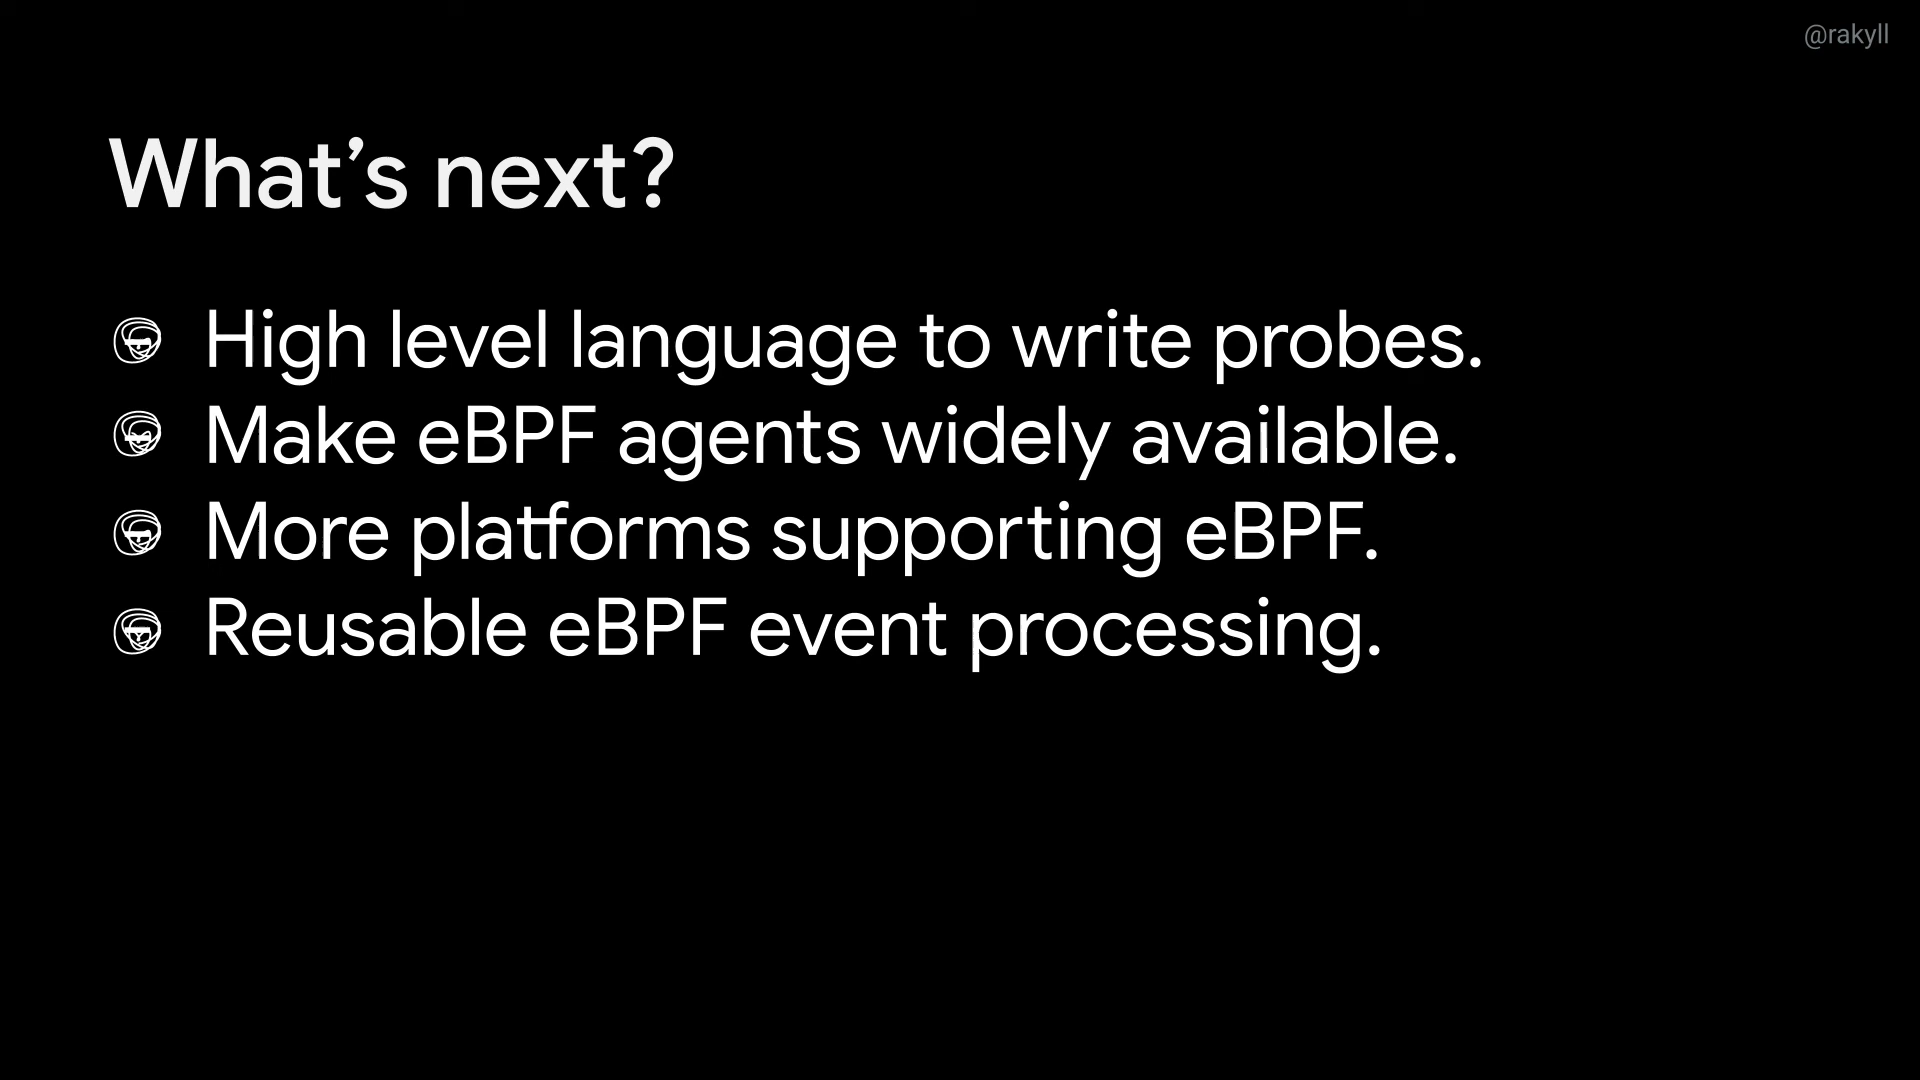 @rakyll
What’s next?
High level language to write probes.
Make eBPF agents widely available.
More platforms supporting eBPF.
Reusable eBPF event processing.